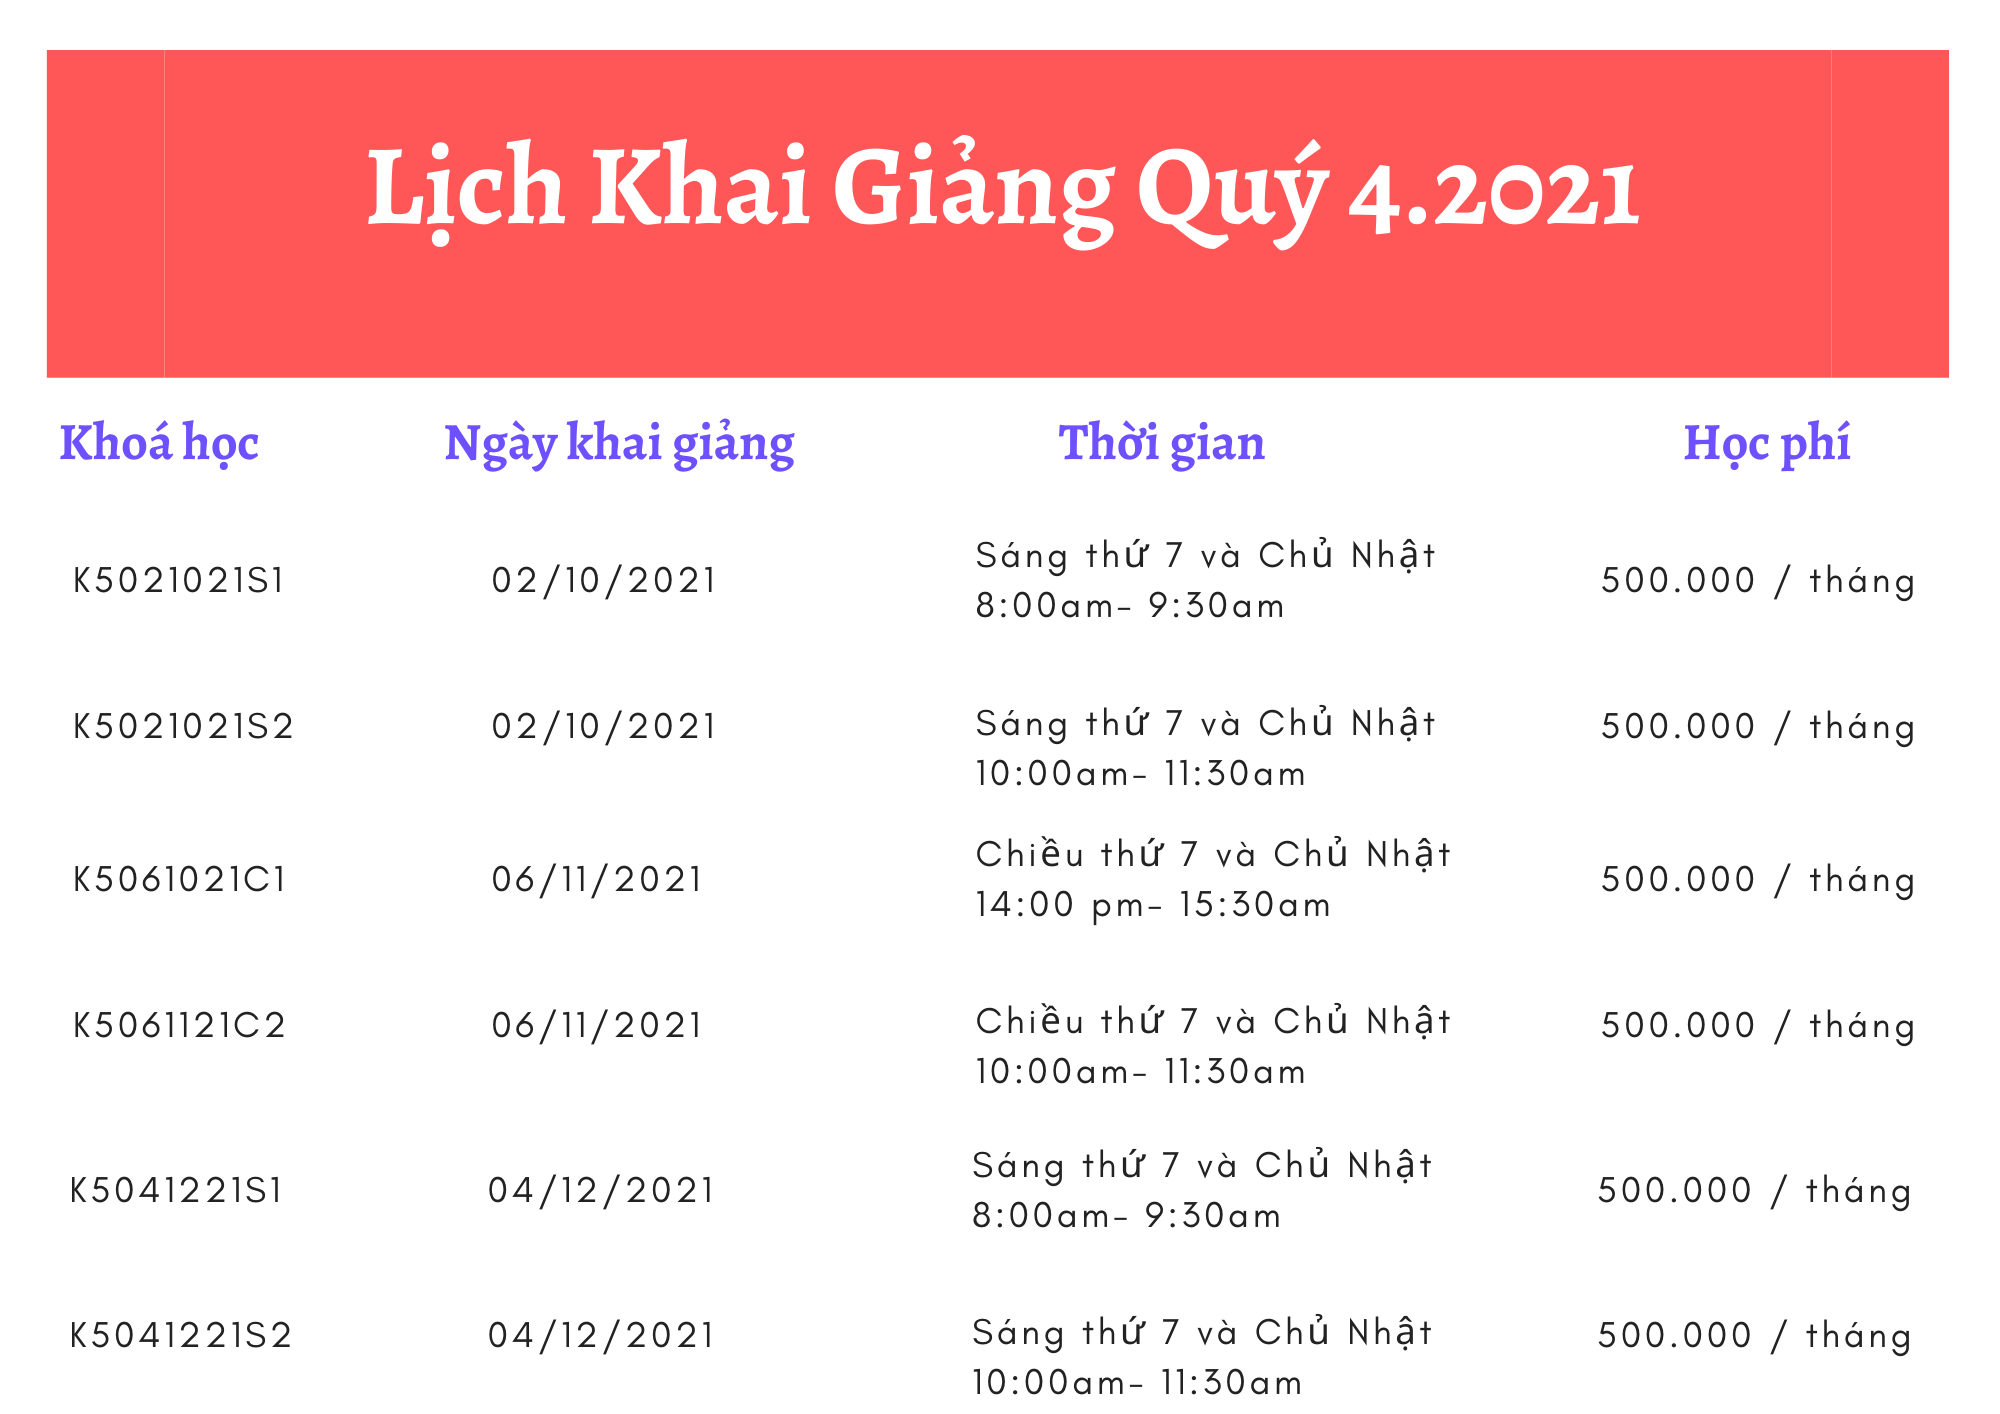 Lịch Khai Giảng Quý 4.2021
Khoá học Ngày khai giảng Thời gian Học phí
K5021021S1 02/10/2021 Sáng thứ 7 và Chủ Nhật 500.000 / tháng
8:00am- 9:30am
K5021021S2 02/10/2021 Sáng thứ 7 và Chủ Nhật 500.000 / tháng
10:00am- 11:30am
K5061021C1 06/11/2021 Chiều thứ 7 và Chủ Nhật 500.000 / tháng
14:00 pm- 15:30am
K5061121C2 06/11/2021 Chiều thứ 7 và Chủ Nhật 500.000 / tháng
10:00am- 11:30am
K5041221S1 04/12/2021 Sáng thứ 7 và Chủ Nhật 500.000 / tháng
8:00am- 9:30am
K5041221S2 04/12/2021 Sáng thứ 7 và Chủ Nhật 500.000 / tháng
10:00am- 11:30am